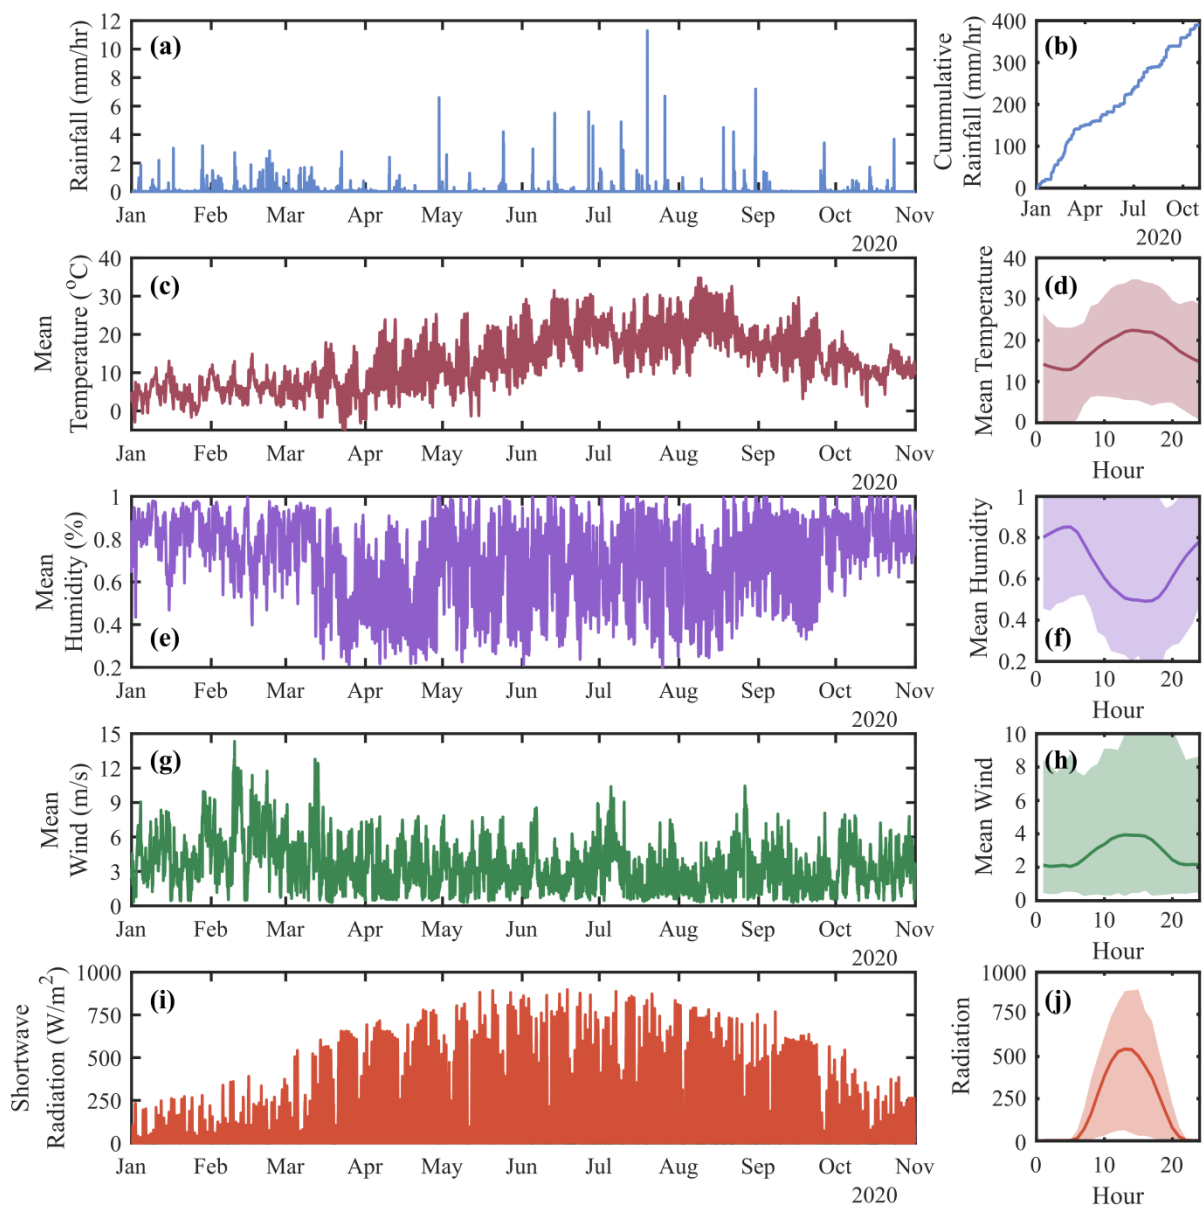 (a)
Rainfall (mm/hr)
12
10
8
6
4
2
0
Jan Feb Mar Apr May Jun Jul Aug Sep Oct Nov
2020
(b)
Cummulative
Rainfall (mm/hr)
400
300
200
100
0
Jan Apr Jul Oct
2020
(c)
Mean
Temperature (°C)
40
30
20
10
0
Jan Feb Mar Apr May Jun Jul Aug Sep Oct Nov
2020
(d)
Mean Temperature
40
30
20
10
0
0 10 20
Hour
(e)
Mean
Humidity (%)
1
0.8
0.6
0.4
0.2
Jan Feb Mar Apr May Jun Jul Aug Sep Oct Nov
2020
(f)
Mean Humidity
1
0.8
0.6
0.4
0.2
0 10 20
Hour
(g)
Mean
Wind (m/s)
15
12
9
6
3
0
Jan Feb Mar Apr May Jun Jul Aug Sep Oct Nov
2020
(h)
Mean Wind
10
8
6
4
2
0
0 10 20
Hour
(i)
Shortwave
Radiation (W/m²)
1000
750
500
250
0
Jan Feb Mar Apr May Jun Jul Aug Sep Oct Nov
2020
(j)
Radiation
1000
500
0
0 10 20
Hour